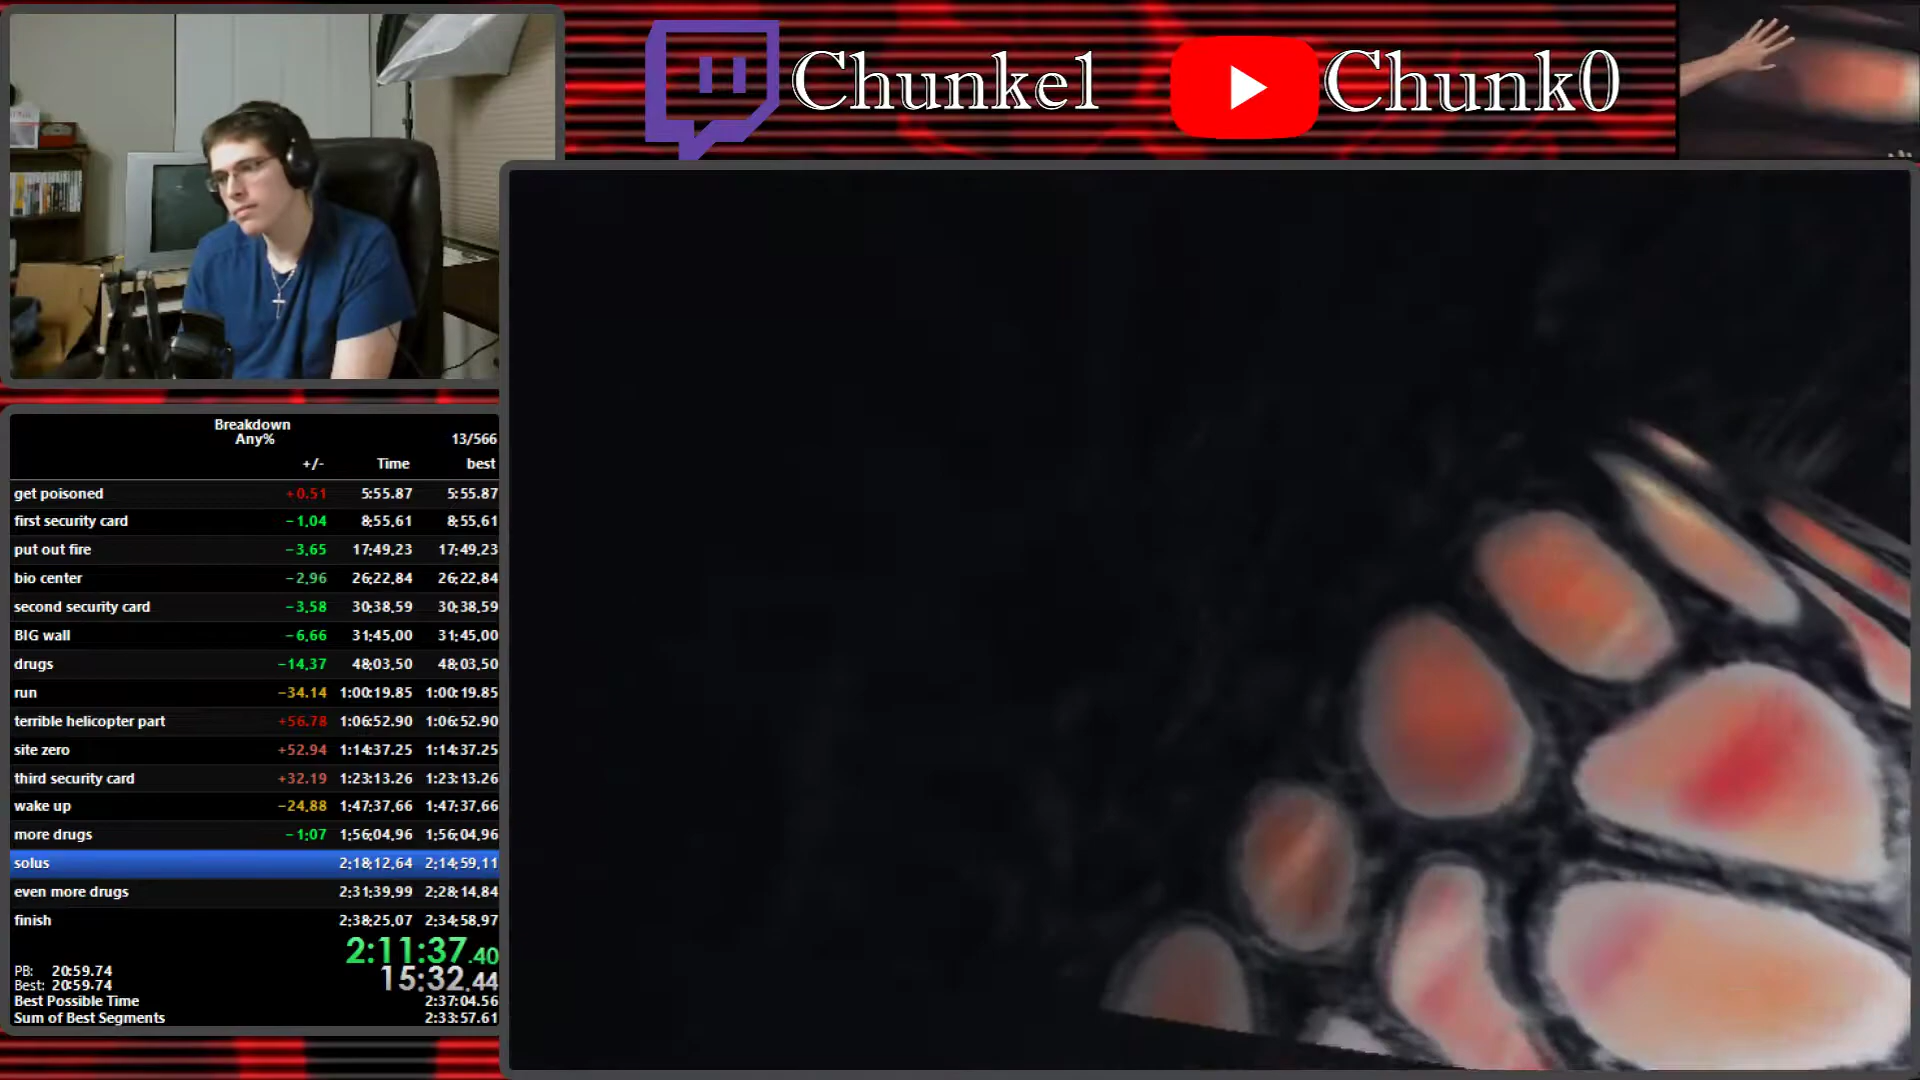 Chunke1
Chunk0
Breakdown
Any% 13/566
+/- Time best
get poisoned +0.51 5:55.87 5:55.87
first security card −1.04 8:55.61 8:55.61
put out fire −3.65 17:49.23 17:49.23
bio center −2.96 26:22.84 26:22.84
second security card −3.58 30:38.59 30:38.59
BIG wall −6.66 31:45.00 31:45.00
drugs −14.37 48:03.50 48:03.50
run −34.14 1:00:19.85 1:00:19.85
terrible helicopter part +56.78 1:06:52.90 1:06:52.90
site zero +52.94 1:14:37.25 1:14:37.25
third security card +32.19 1:23:13.26 1:23:13.26
wake up −24.88 1:47:37.66 1:47:37.66
more drugs −1:07 1:56:04.96 1:56:04.96
solus 2:18:12.64 2:14:59.11
even more drugs 2:31:39.99 2:28:14.84
finish 2:38:25.07 2:34:58.97
2:11:37.40
PB: 20:59.74
15:32.44
Best: 20:59.74
Best Possible Time 2:37:04.56
Sum of Best Segments 2:33:57.61